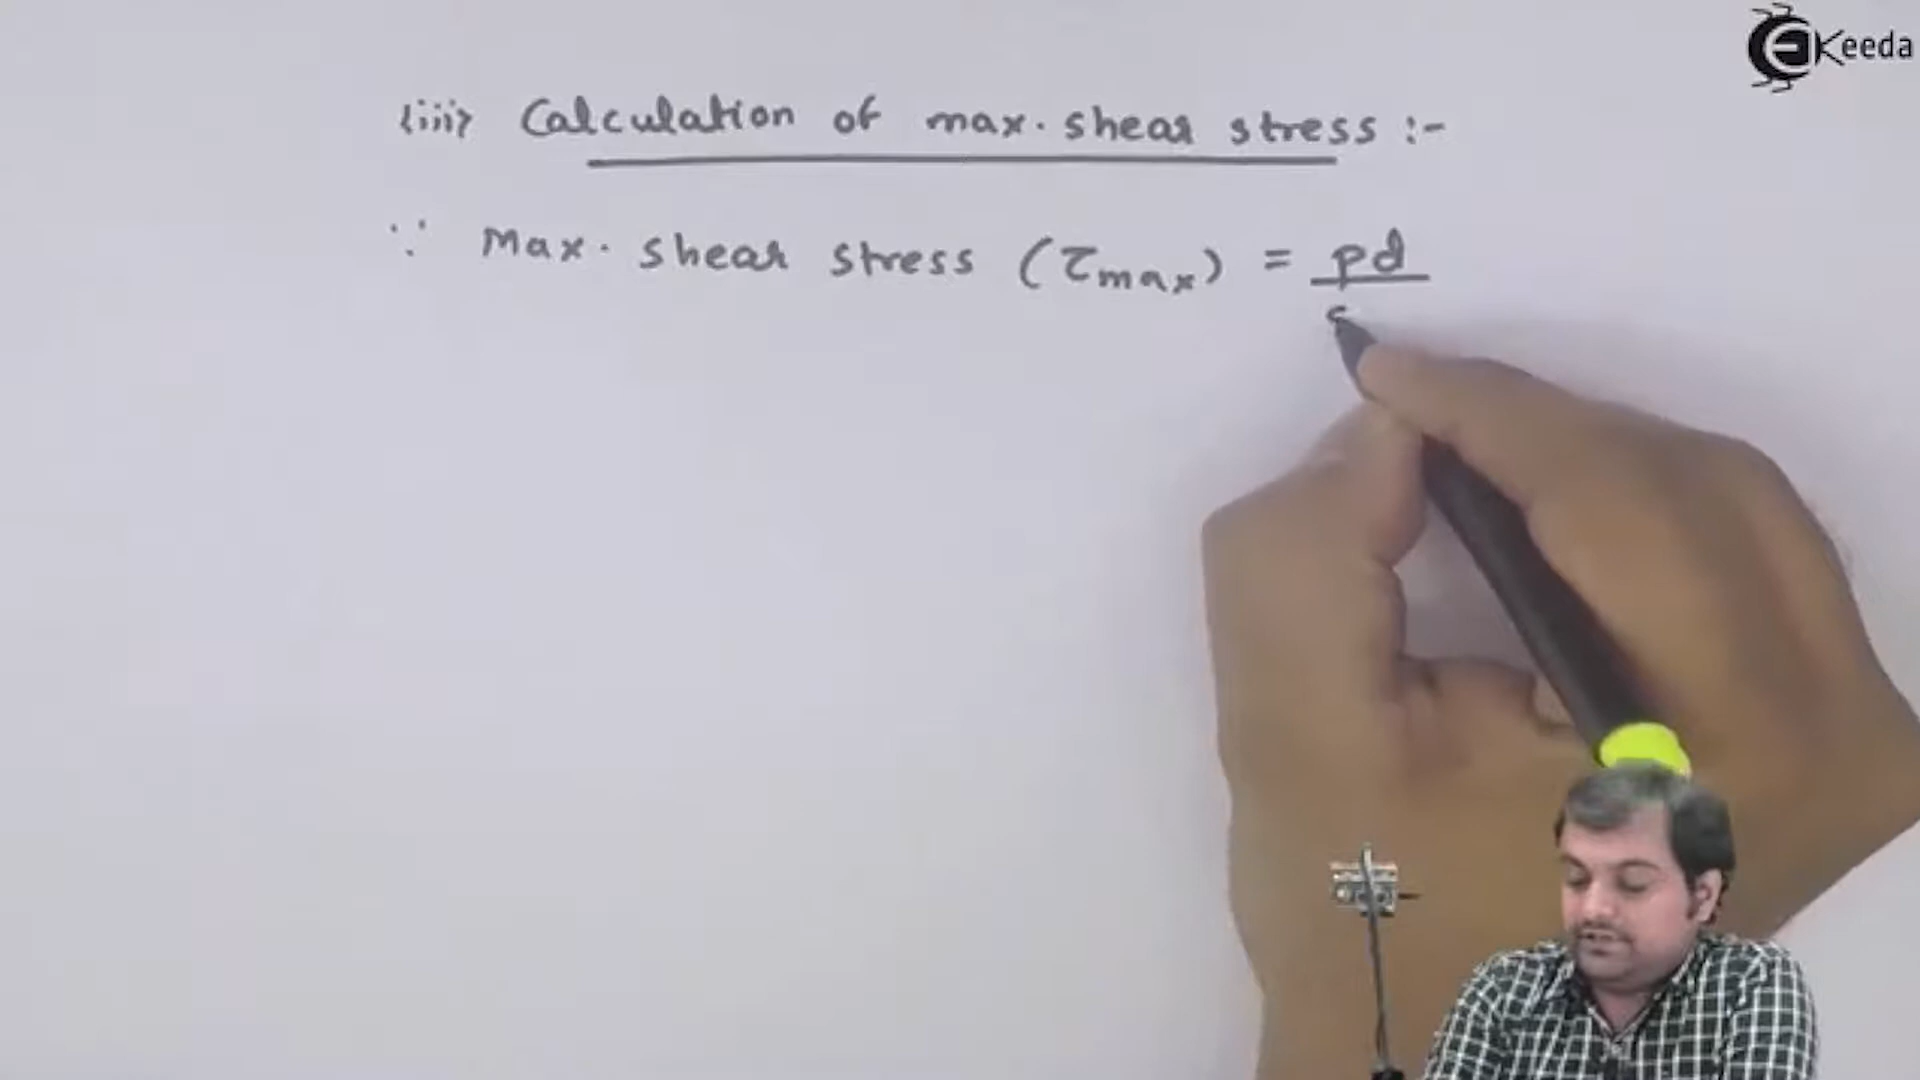 Keeda
(iii) Calculation of max. shear stress :-
∵ Max. shear stress (τmax) = pd